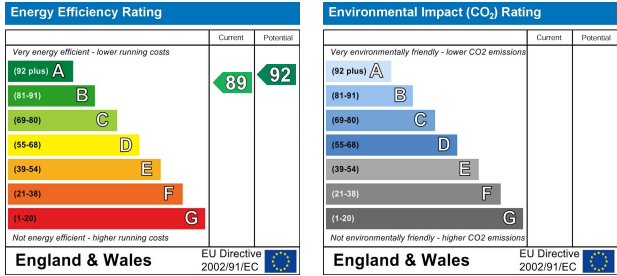 Energy Efficiency Rating
Current Potential
Very energy efficient - lower running costs
(92 plus) A
(81-91) B
(69-80) C
(55-68) D
(39-54) E
(21-38) F
(1-20) G
89
92
Not energy efficient - higher running costs
England & Wales
EU Directive
2002/91/EC
Environmental Impact (CO₂) Rating
Current Potential
Very environmentally friendly - lower CO2 emissions
(92 plus) A
(81-91) B
(69-80) C
(55-68) D
(39-54) E
(21-38) F
(1-20) G
Not environmentally friendly - higher CO2 emissions
England & Wales
EU Directive
2002/91/EC